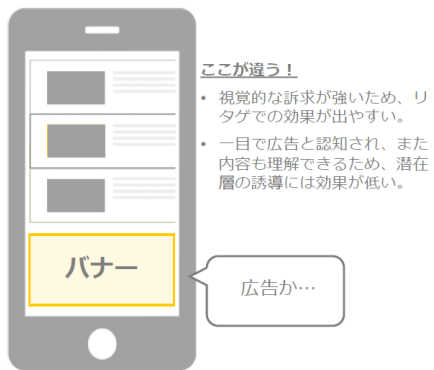 ここが違う！
• 視覚的な訴求が強いため、リ
タゲでの効果が出やすい。
• 一目で広告と認知され、また
内容も理解できるため、潜在
層の誘導には効果が低い。
バナー
広告か…